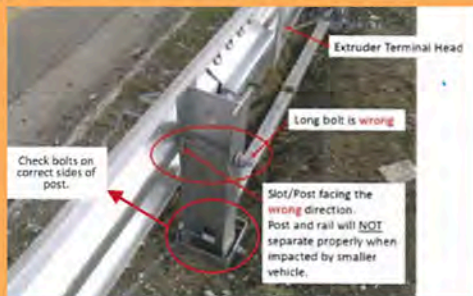 Extruder Terminal Head
Long bolt is wrong
Check bolts on
correct sides of
post.
Slot/Post facing the
wrong direction.
Post and rail will NOT
separate properly when
impacted by smaller
vehicle.